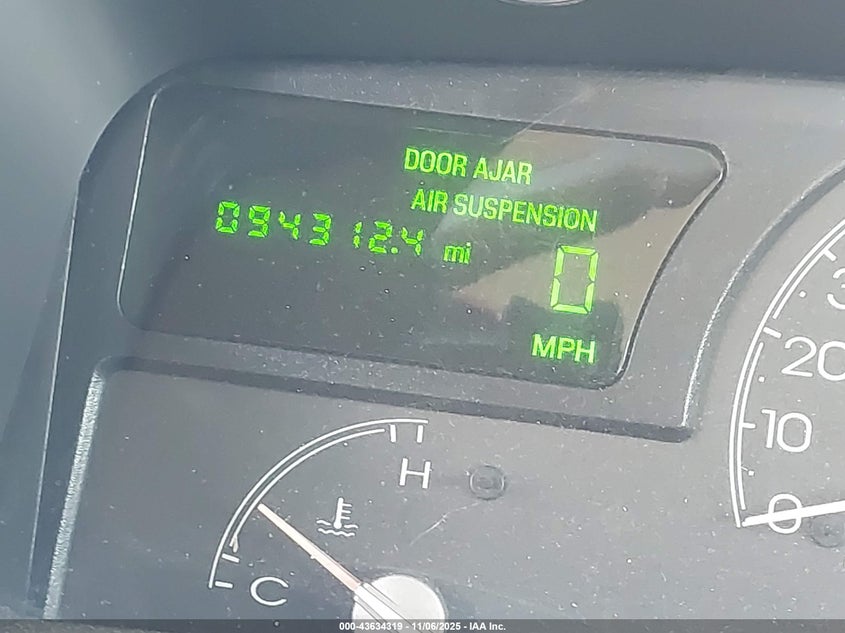 DOOR AJAR
AIR SUSPENSION
094312.4 mi
0
MPH
30
20
10
0
H
C
000-43634319 - 11/06/2025 - IAA Inc.